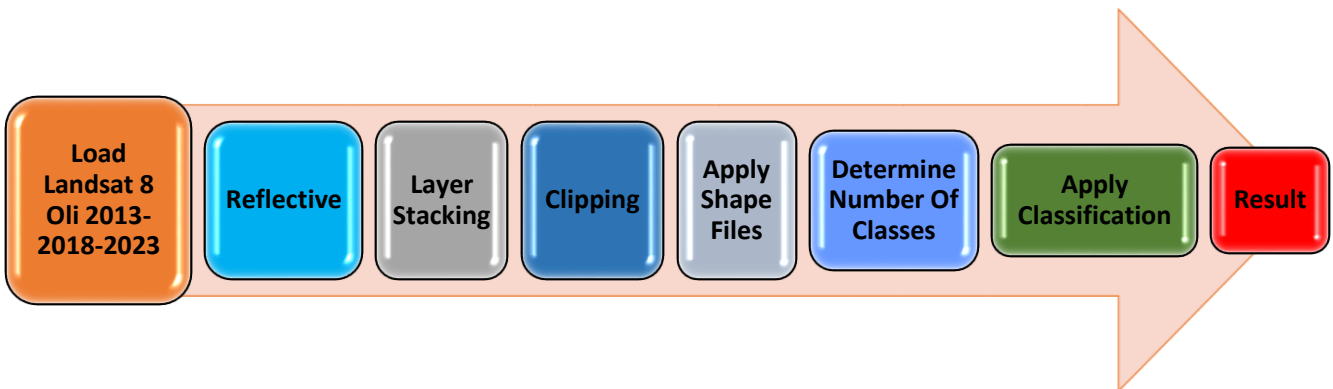 Load
Landsat 8
Oli 2013-
2018-2023
Reflective
Layer
Stacking
Clipping
Apply
Shape
Files
Determine
Number Of
Classes
Apply
Classification
Result